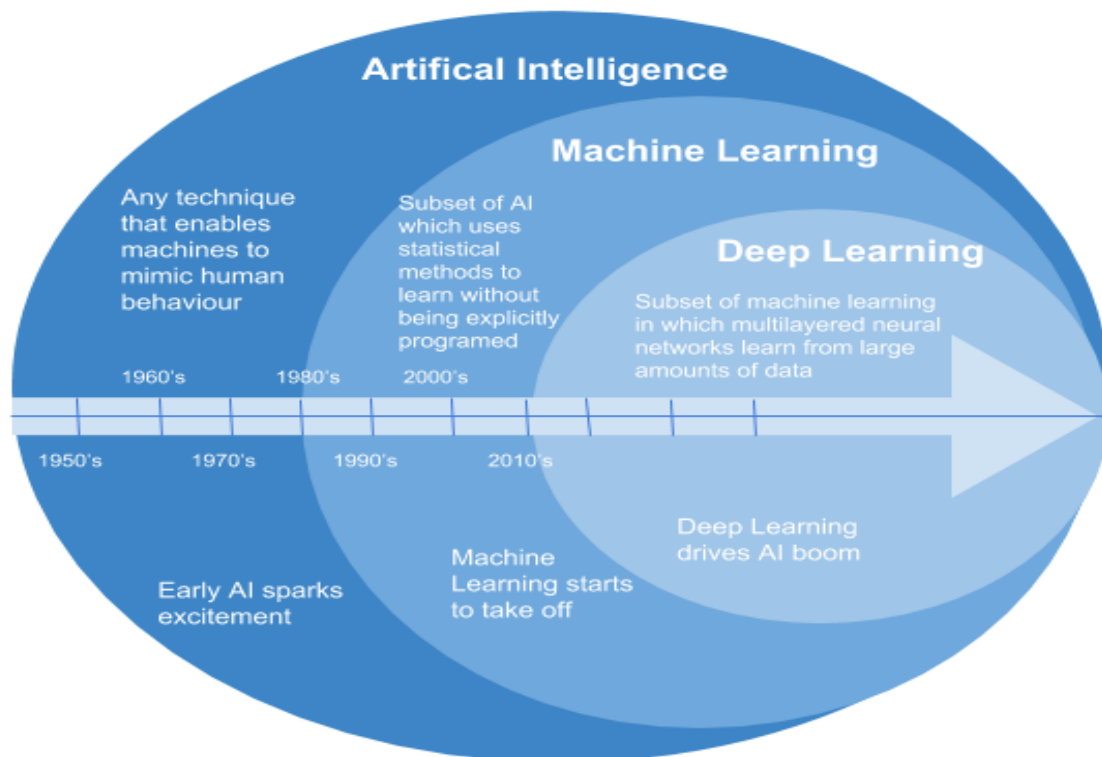 Artifical Intelligence
Machine Learning
Any technique
that enables
machines to
mimic human
behaviour
Subset of AI
which uses
statistical
methods to
learn without
being explicitly
programed
Deep Learning
Subset of machine learning
in which multilayered neural
networks learn from large
amounts of data
1960's
1980's
2000's
1950's
1970's
1990's
2010's
Early AI sparks
excitement
Machine
Learning starts
to take off
Deep Learning
drives AI boom